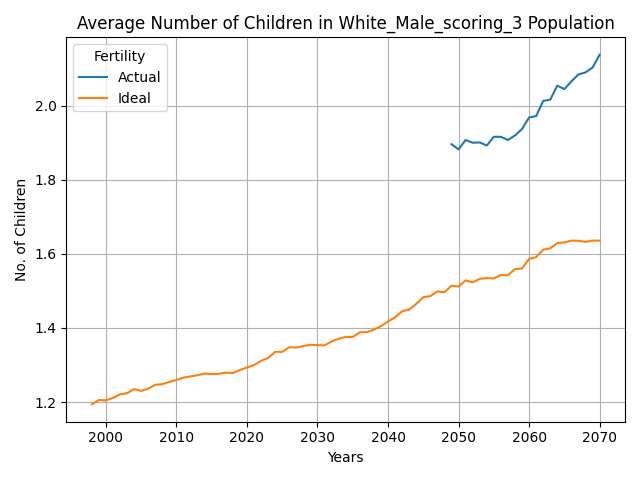 Average Number of Children in White_Male_scoring_3 Population
Fertility
Actual
Ideal
No. of Children
2.0
1.8
1.6
1.4
1.2
2000 2010 2020 2030 2040 2050 2060 2070
Years